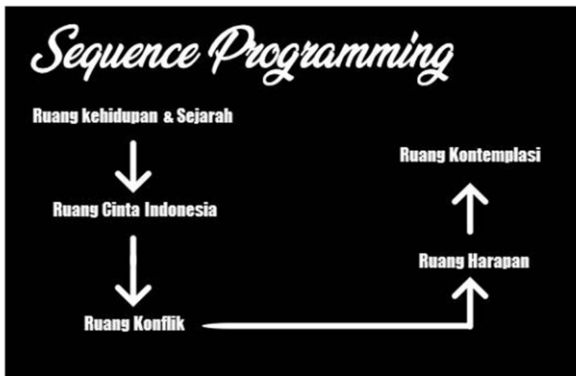 Sequence Programming
Ruang kehidupan & Sejarah
Ruang Cinta Indonesia
Ruang Konflik
Ruang Harapan
Ruang Kontemplasi